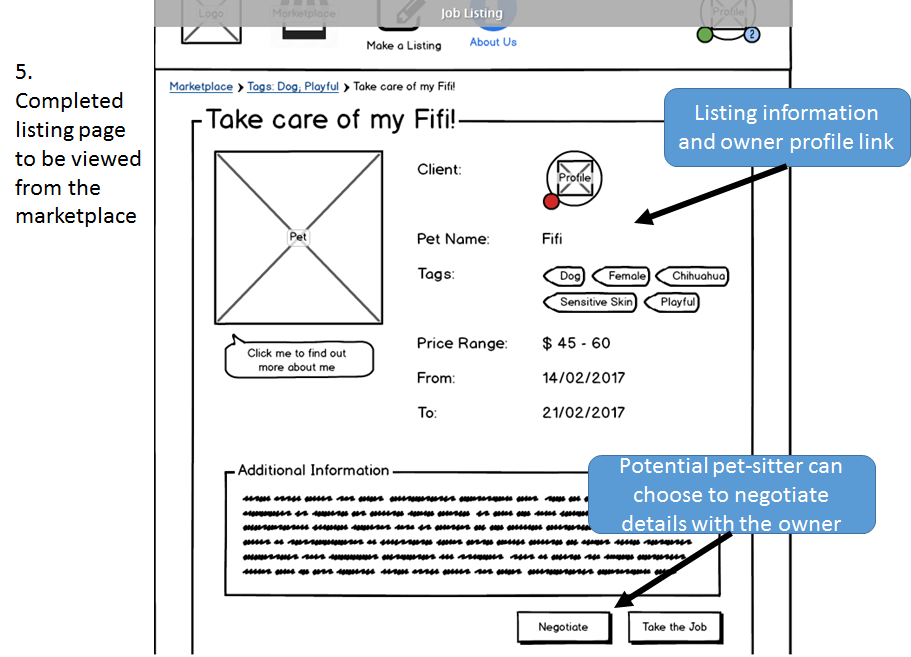 Job Listing
Logo
Marketplace
Profile
2
Make a Listing
About Us
5.
Completed
listing page
to be viewed
from the
marketplace
Marketplace > Tags: Dog, Playful > Take care of my Fifi!
Take care of my Fifi!
Listing information
and owner profile link
Pet
Click me to find out
more about me
Client:
Profile
Pet Name: Fifi
Tags: Dog Female Chihuahua
Sensitive Skin Playful
Price Range: $ 45 - 60
From: 14/02/2017
To: 21/02/2017
Additional Information
Potential pet-sitter can
choose to negotiate
details with the owner
Negotiate
Take the Job